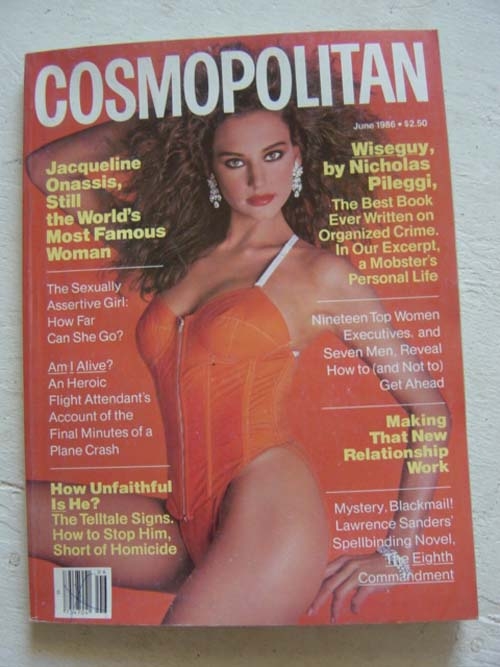 COSMOPOLITAN
June 1986 • $2.50
Jacqueline
Onassis,
Still
the World's
Most Famous
Woman
The Sexually
Assertive Girl:
How Far
Can She Go?
Am I Alive?
An Heroic
Flight Attendant's
Account of the
Final Minutes of a
Plane Crash
How Unfaithful
Is He?
The Telltale Signs.
How to Stop Him,
Short of Homicide
Wiseguy,
by Nicholas
Pileggi,
The Best Book
Ever Written on
Organized Crime.
In Our Excerpt,
a Mobster's
Personal Life
Nineteen Top Women
Executives, and
Seven Men, Reveal
How to (and Not to)
Get Ahead
Making
That New
Relationship
Work
Mystery, Blackmail!
Lawrence Sanders'
Spellbinding Novel,
The Eighth
Commandment